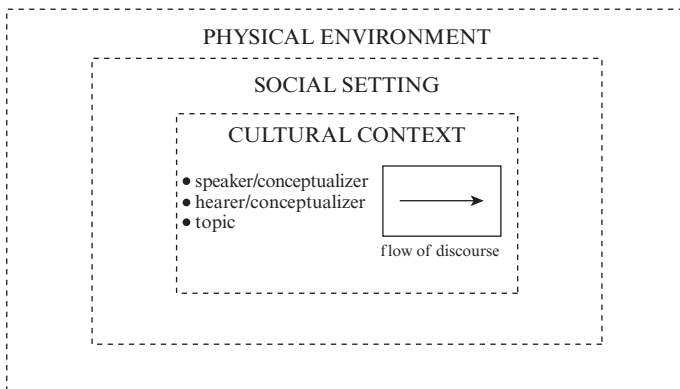 PHYSICAL ENVIRONMENT
SOCIAL SETTING
CULTURAL CONTEXT
● speaker/conceptualizer
● hearer/conceptualizer
● topic
flow of discourse